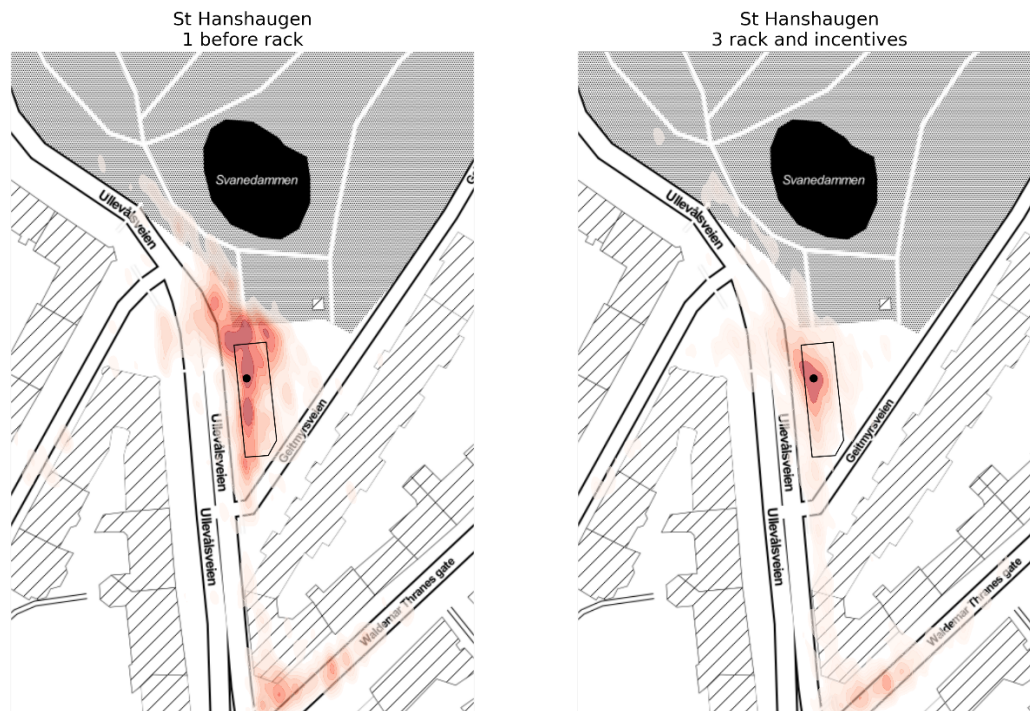 St Hanshaugen
1 before rack
Svanedammen
Ullevålsveien
G
Ullevålsveien
Geitmyrsveien
Ullevålsveien
Waldemar Thranes gate
St Hanshaugen
3 rack and incentives
Svanedammen
Ullevålsveien
Ullevålsveien
Geitmyrsveien
Ullevålsveien
Waldemar Thranes gate